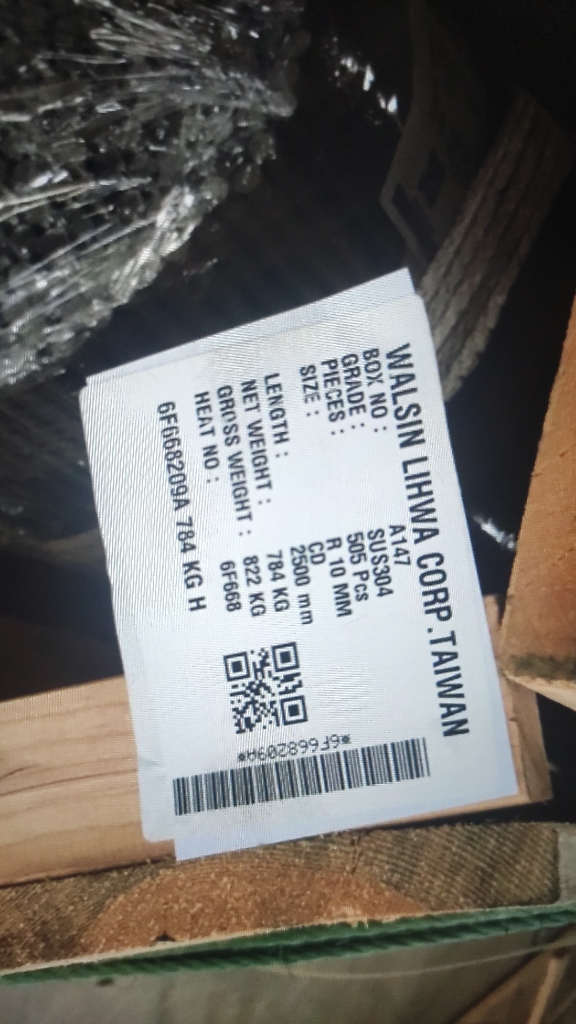 WALSIN LIHWA CORP.TAIWAN
BOX NO : A147
GRADE : SUS304
PIECES : 505 Pcs
SIZE : R 10 MM
CD
LENGTH : 2500 mm
NET WEIGHT : 784 KG
GROSS WEIGHT : 822 KG
HEAT NO : 6F668
6F668209A 784 KG H
*6F668209A*